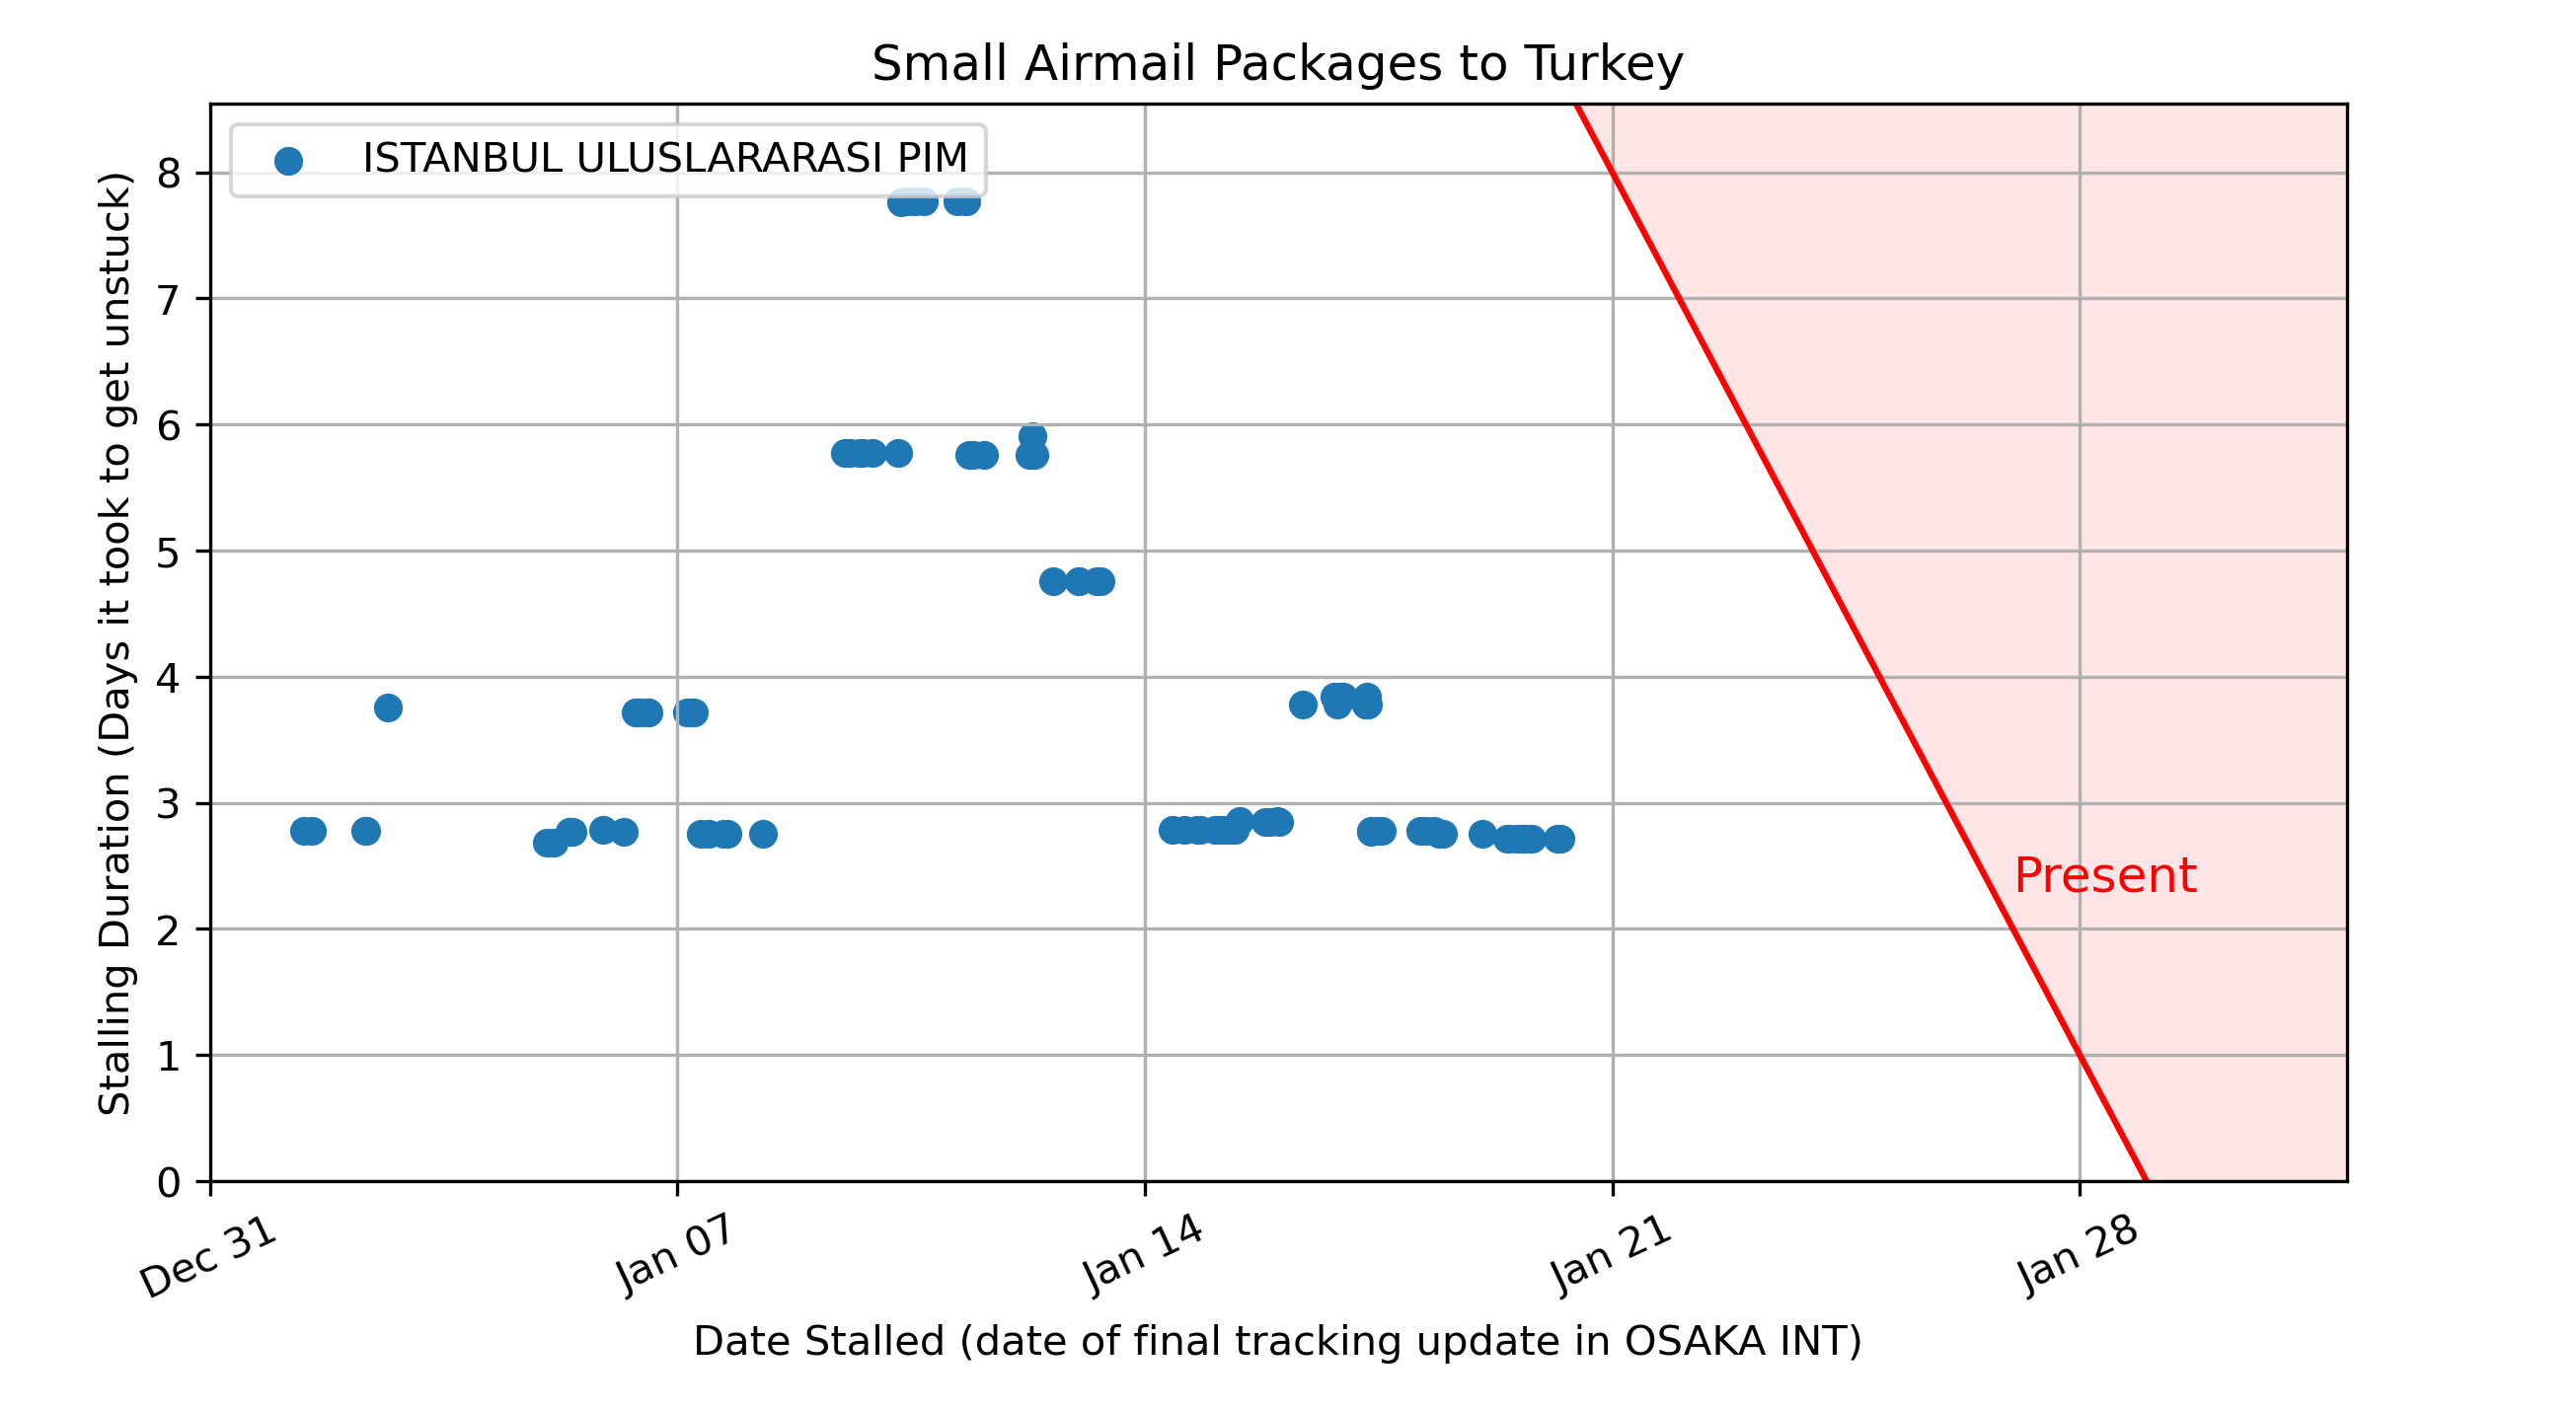 Small Airmail Packages to Turkey
ISTANBUL ULUSLARARASI PIM
Stalling Duration (Days it took to get unstuck)
8
7
6
5
4
3
2
1
0
Present
Dec 31
Jan 07
Jan 14
Jan 21
Jan 28
Date Stalled (date of final tracking update in OSAKA INT)